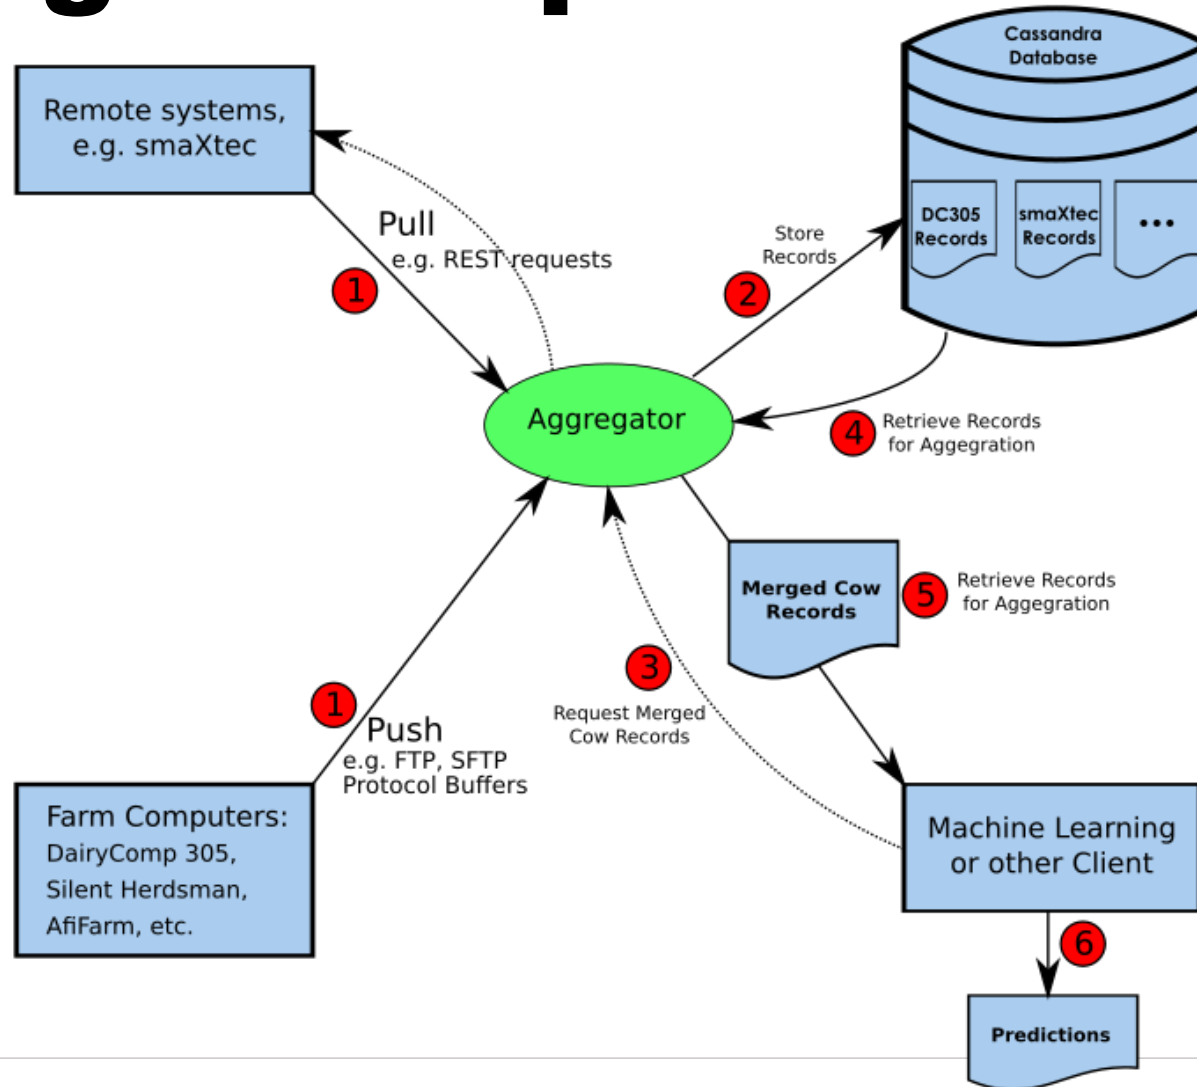 Cassandra
Database
Remote systems,
e.g. smaXtec
DC305
Records
smaXtec
Records
...
Pull
e.g. REST requests
1
Store
Records
2
Aggregator
4
Retrieve Records
for Aggegration
Merged Cow
Records
5
Retrieve Records
for Aggegration
3
Request Merged
Cow Records
1
Push
e.g. FTP, SFTP
Protocol Buffers
Farm Computers:
DairyComp 305,
Silent Herdsman,
AfiFarm, etc.
Machine Learning
or other Client
6
Predictions